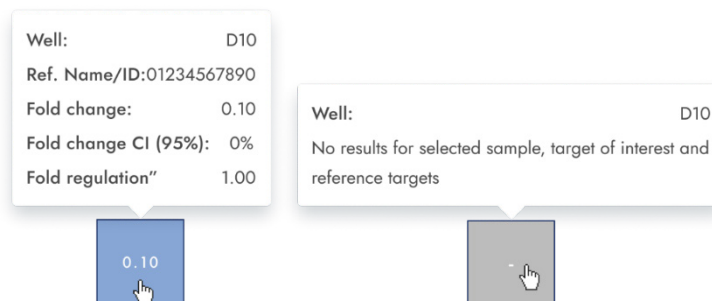 Well: D10
Ref. Name/ID:01234567890
Fold change: 0.10
Fold change CI (95%): 0%
Fold regulation” 1.00
0.10
Well: D10
No results for selected sample, target of interest and
reference targets
-